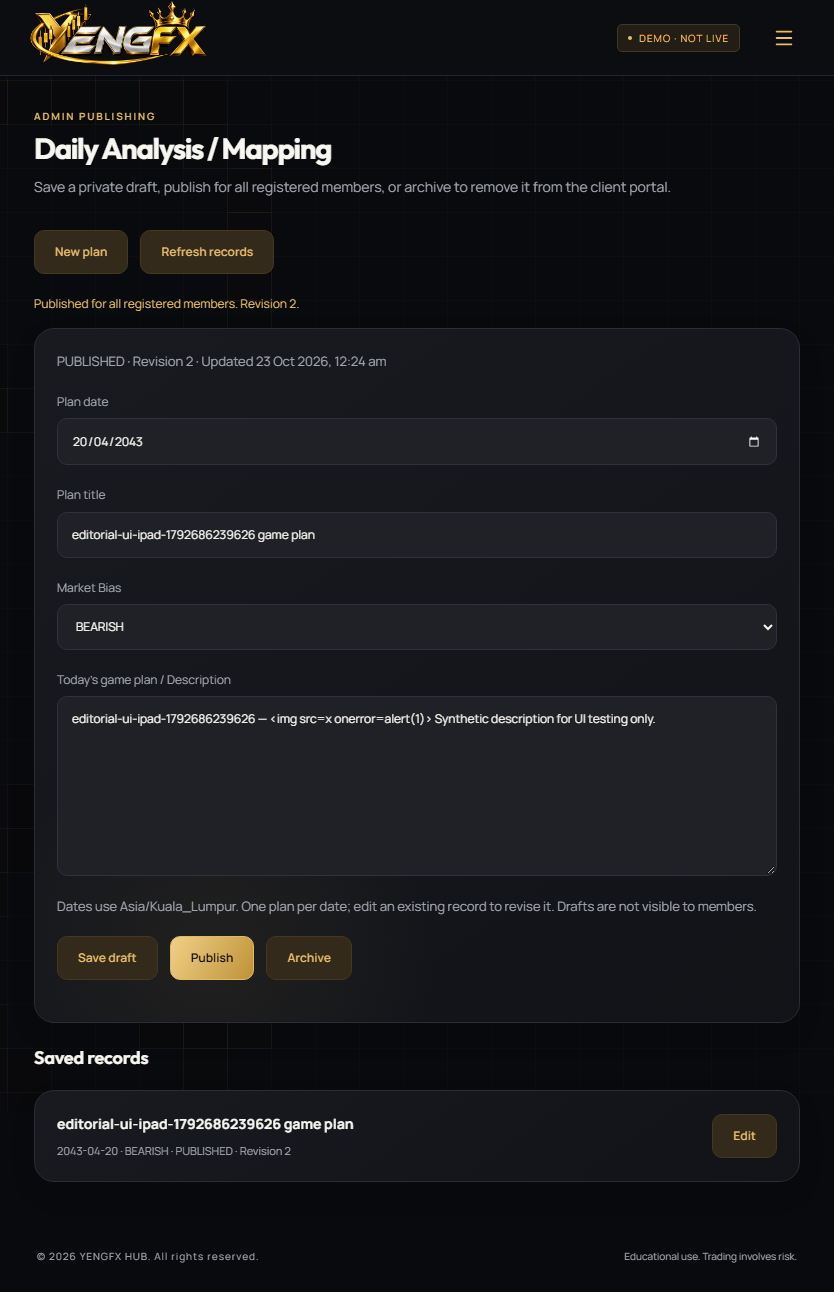 YENGFX
DEMO · NOT LIVE
ADMIN PUBLISHING
Daily Analysis / Mapping
Save a private draft, publish for all registered members, or archive to remove it from the client portal.
New plan
Refresh records
Published for all registered members. Revision 2.
PUBLISHED · Revision 2 · Updated 23 Oct 2026, 12:24 am
Plan date
20/04/2043
Plan title
editorial-ui-ipad-1792686239626 game plan
Market Bias
BEARISH
Today's game plan / Description
editorial-ui-ipad-1792686239626 — <img src=x onerror=alert(1)> Synthetic description for UI testing only.
Dates use Asia/Kuala_Lumpur. One plan per date; edit an existing record to revise it. Drafts are not visible to members.
Save draft
Publish
Archive
Saved records
editorial-ui-ipad-1792686239626 game plan
2043-04-20 · BEARISH · PUBLISHED · Revision 2
Edit
© 2026 YENGFX HUB. All rights reserved.
Educational use. Trading involves risk.